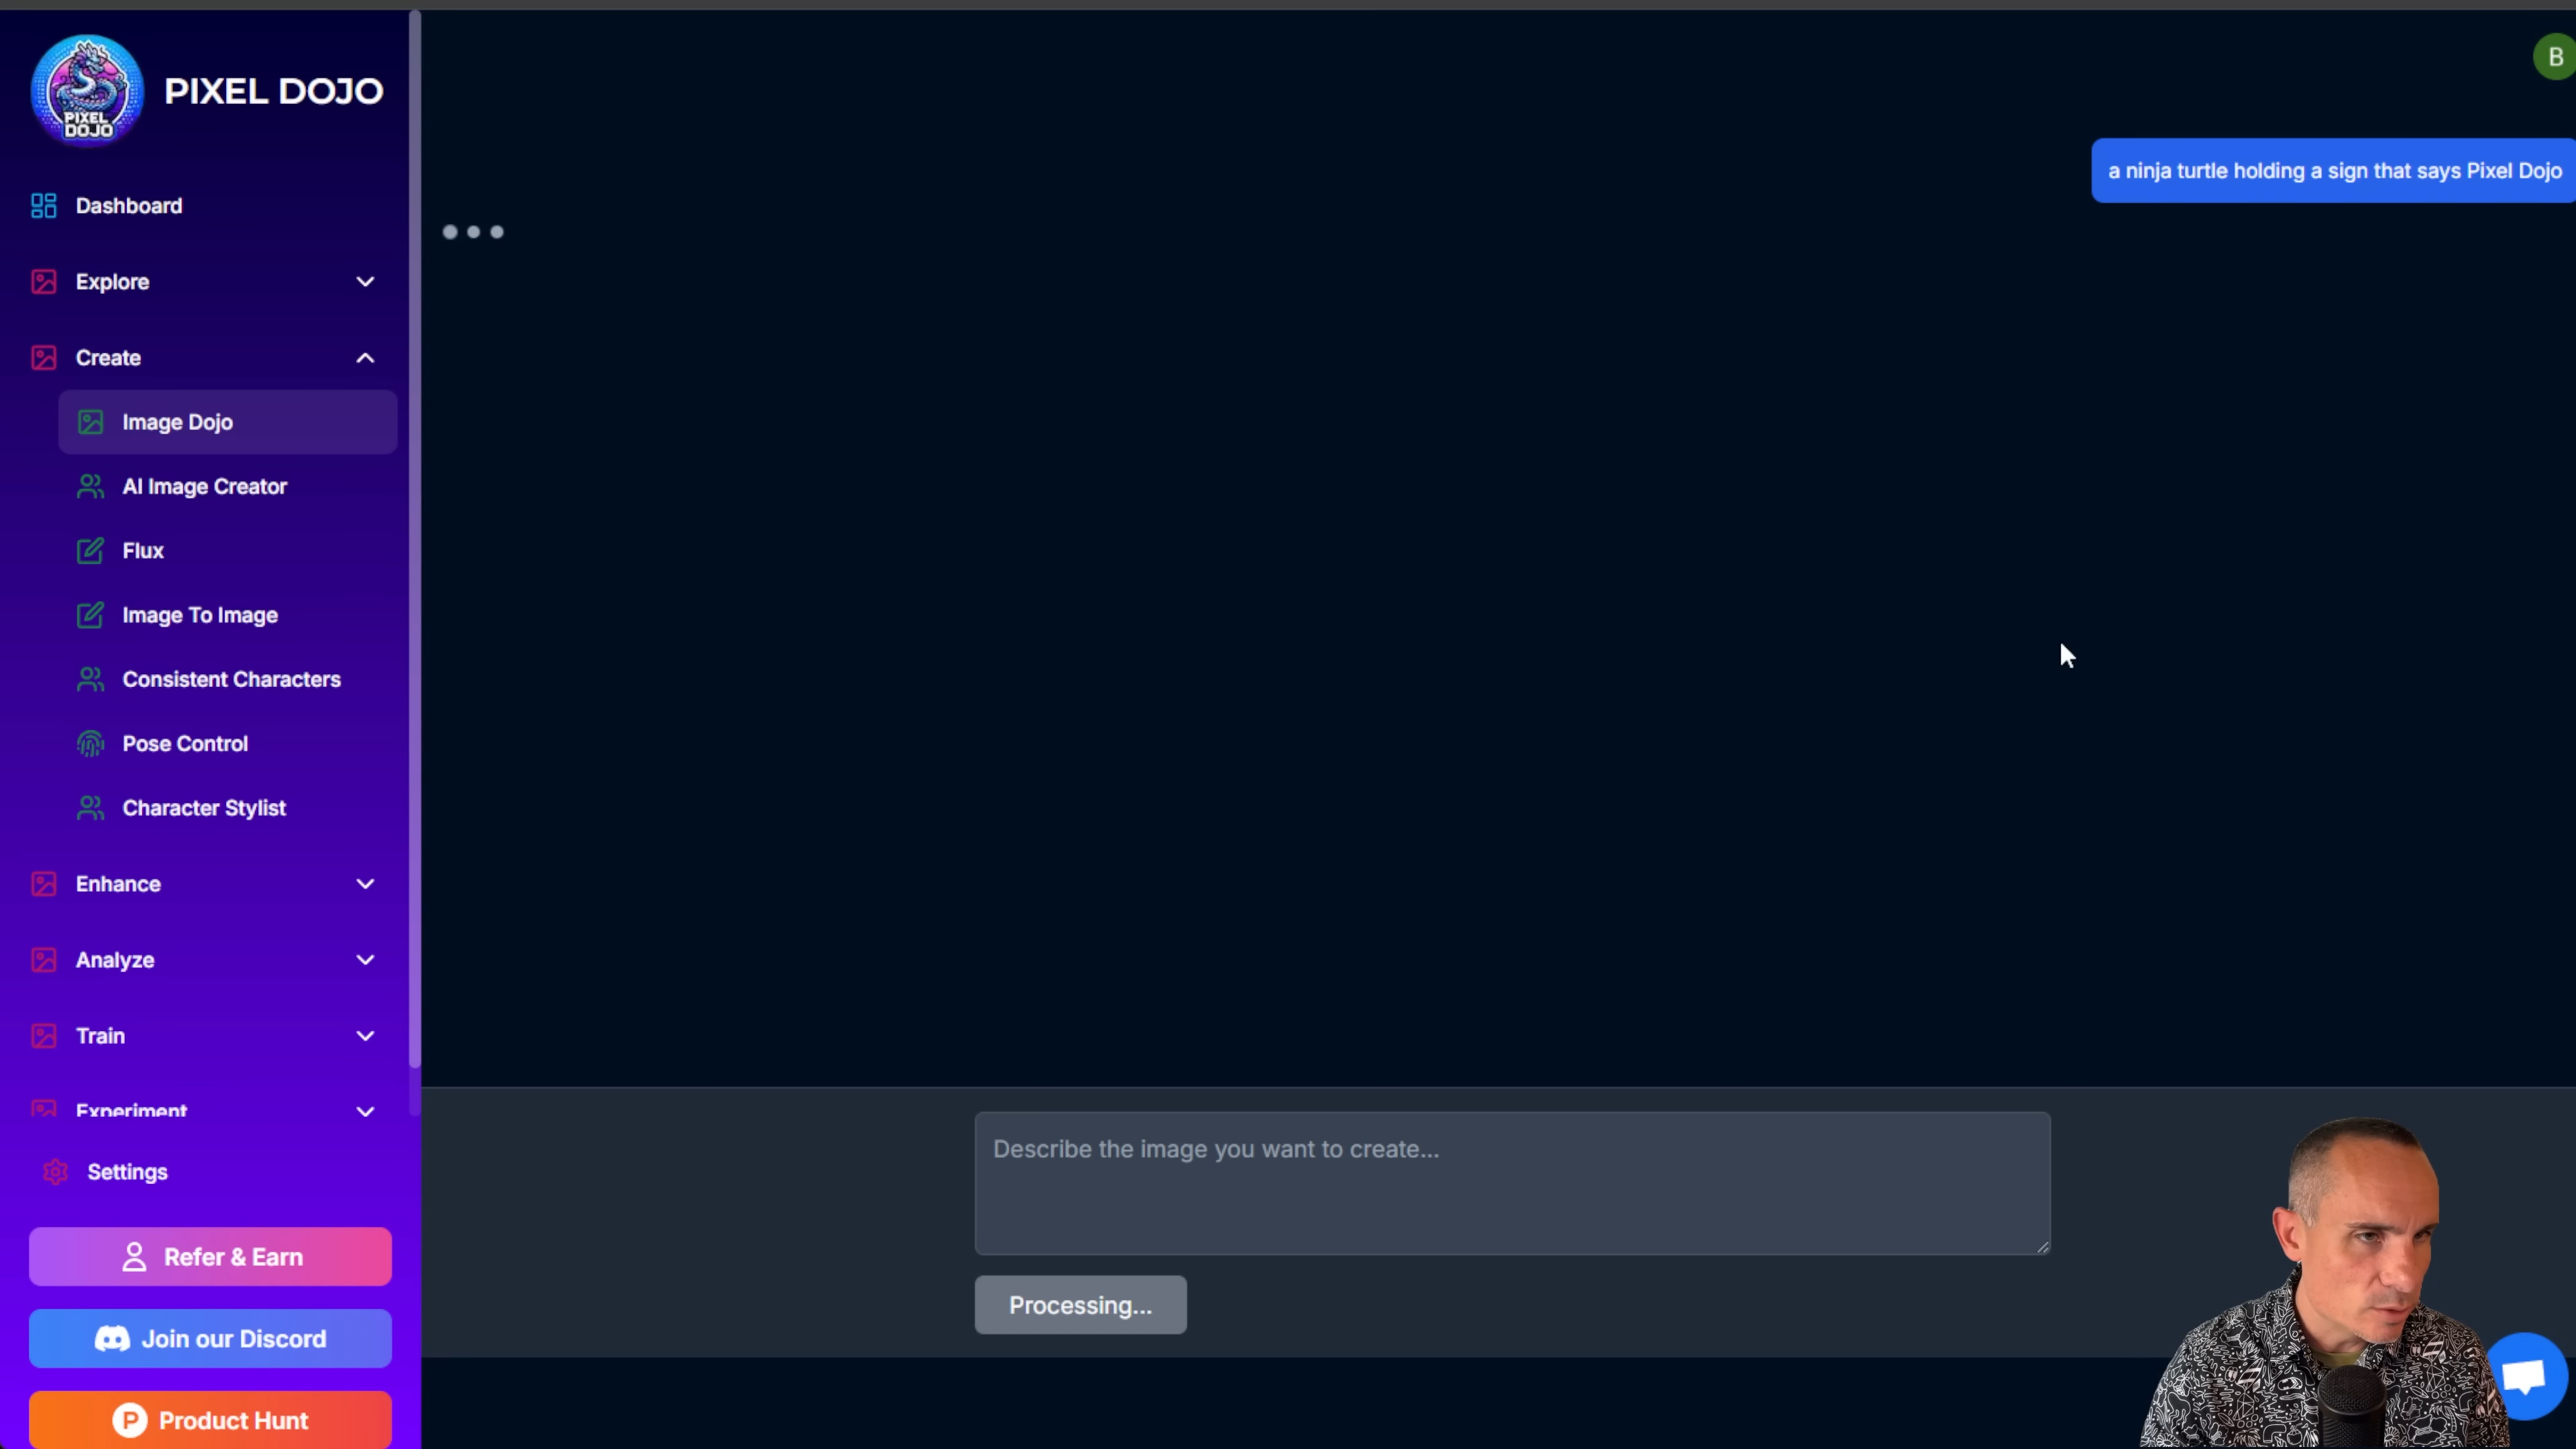 PIXEL DOJO
PIXEL
DOJO
Dashboard
Explore
Create
Image Dojo
AI Image Creator
Flux
Image To Image
Consistent Characters
Pose Control
Character Stylist
Enhance
Analyze
Train
Experiment
Settings
Refer & Earn
Join our Discord
P Product Hunt
B
a ninja turtle holding a sign that says Pixel Dojo
Describe the image you want to create...
Processing...